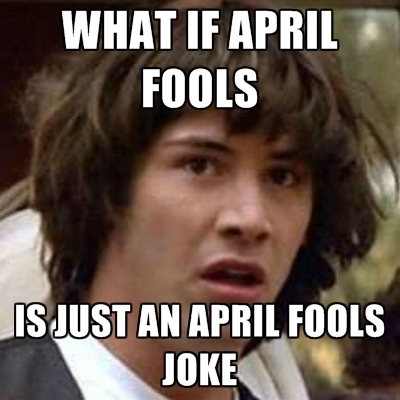 WHAT IF APRIL
FOOLS
IS JUST AN APRIL FOOLS
JOKE